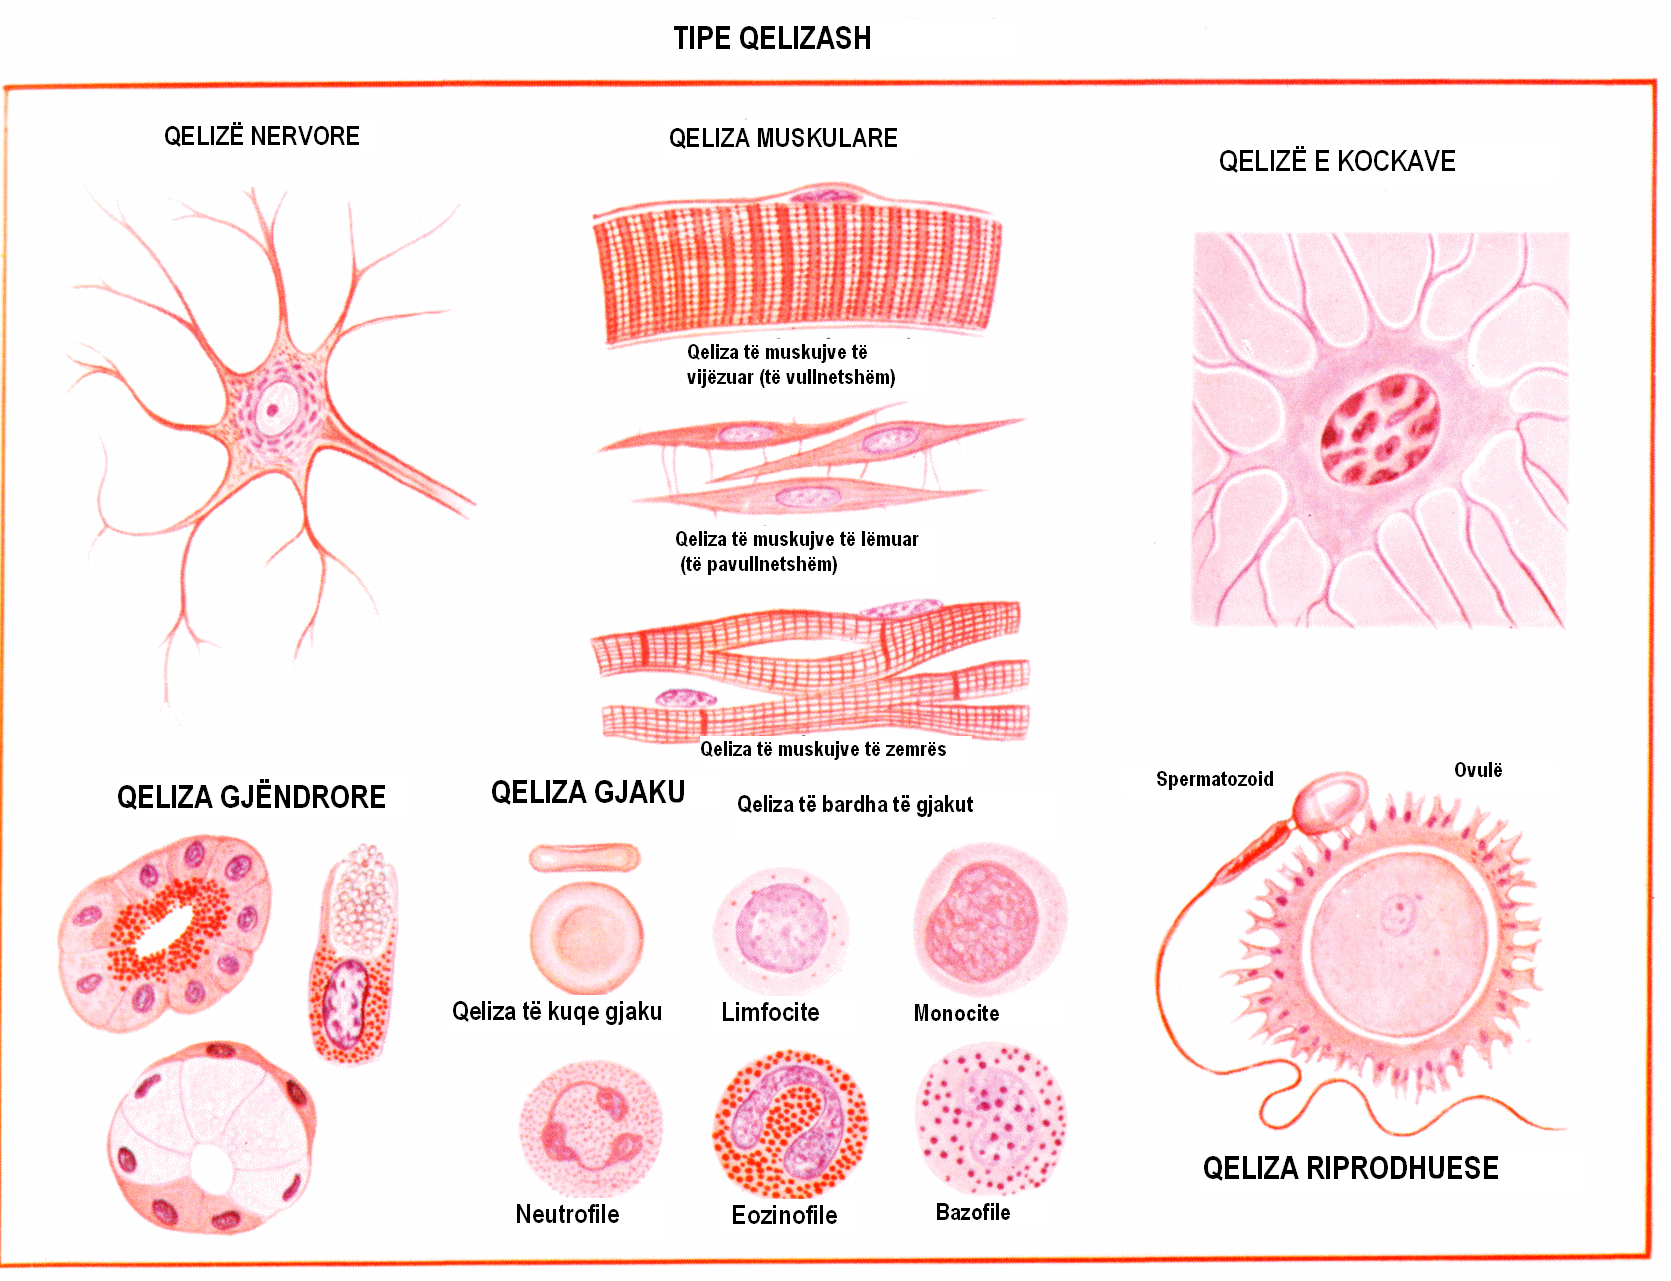 TIPE QELIZASH
QELIZË NERVORE
QELIZA MUSKULARE
QELIZË E KOCKAVE
Qeliza të muskujve të
vijëzuar (të vullnetshëm)
Qeliza të muskujve të lëmuar
(të pavullnetshëm)
Qeliza të muskujve të zemrës
QELIZA GJËNDRORE
QELIZA GJAKU
Qeliza të bardha të gjakut
Spermatozoid
Ovulë
Qeliza të kuqe gjaku
Limfocite
Monocite
Neutrofile
Eozinofile
Bazofile
QELIZA RIPRODHUESE